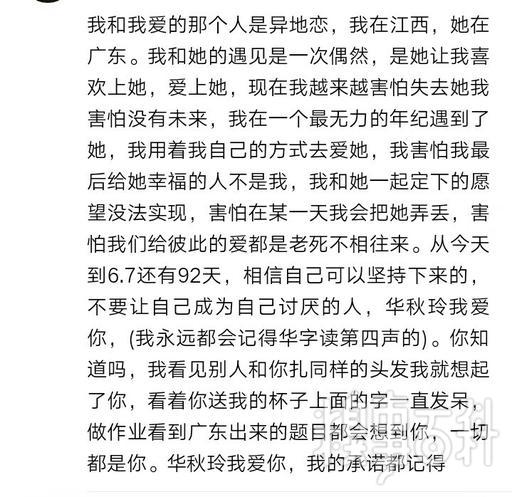 我和我爱的那个人是异地恋，我在江西，她在
广东。我和她的遇见是一次偶然，是她让我喜
欢上她，爱上她，现在我越来越害怕失去她我
害怕没有未来，我在一个最无力的年纪遇到了
她，我用着我自己的方式去爱她，我害怕我最
后给她幸福的人不是我，我和她一起定下的愿
望没法实现，害怕在某一天我会把她弄丢，害
怕我们给彼此的爱都是老死不相往来。从今天
到6.7还有92天，相信自己可以坚持下来的，
不要让自己成为自己讨厌的人，华秋玲我爱
你，(我永远都会记得华字读第四声的)。你知
道吗，我看见别人和你扎同样的头发我就想起
了你，看着你送我的杯子上面的字一直发呆，
做作业看到广东出来的题目都会想到你，一切
都是你。华秋玲我爱你，我的承诺都记得